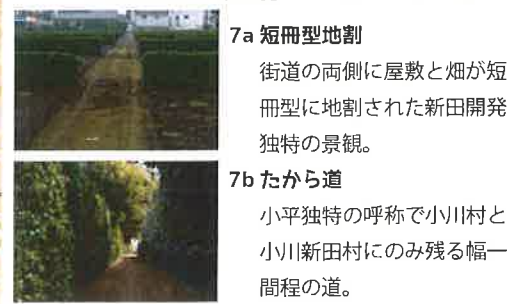 7a 短冊型地割
街道の両側に屋敷と畑が短
冊型に地割された新田開発
独特の景観。
7b たから道
小平独特の呼称で小川村と
小川新田村にのみ残る幅一
間程の道。